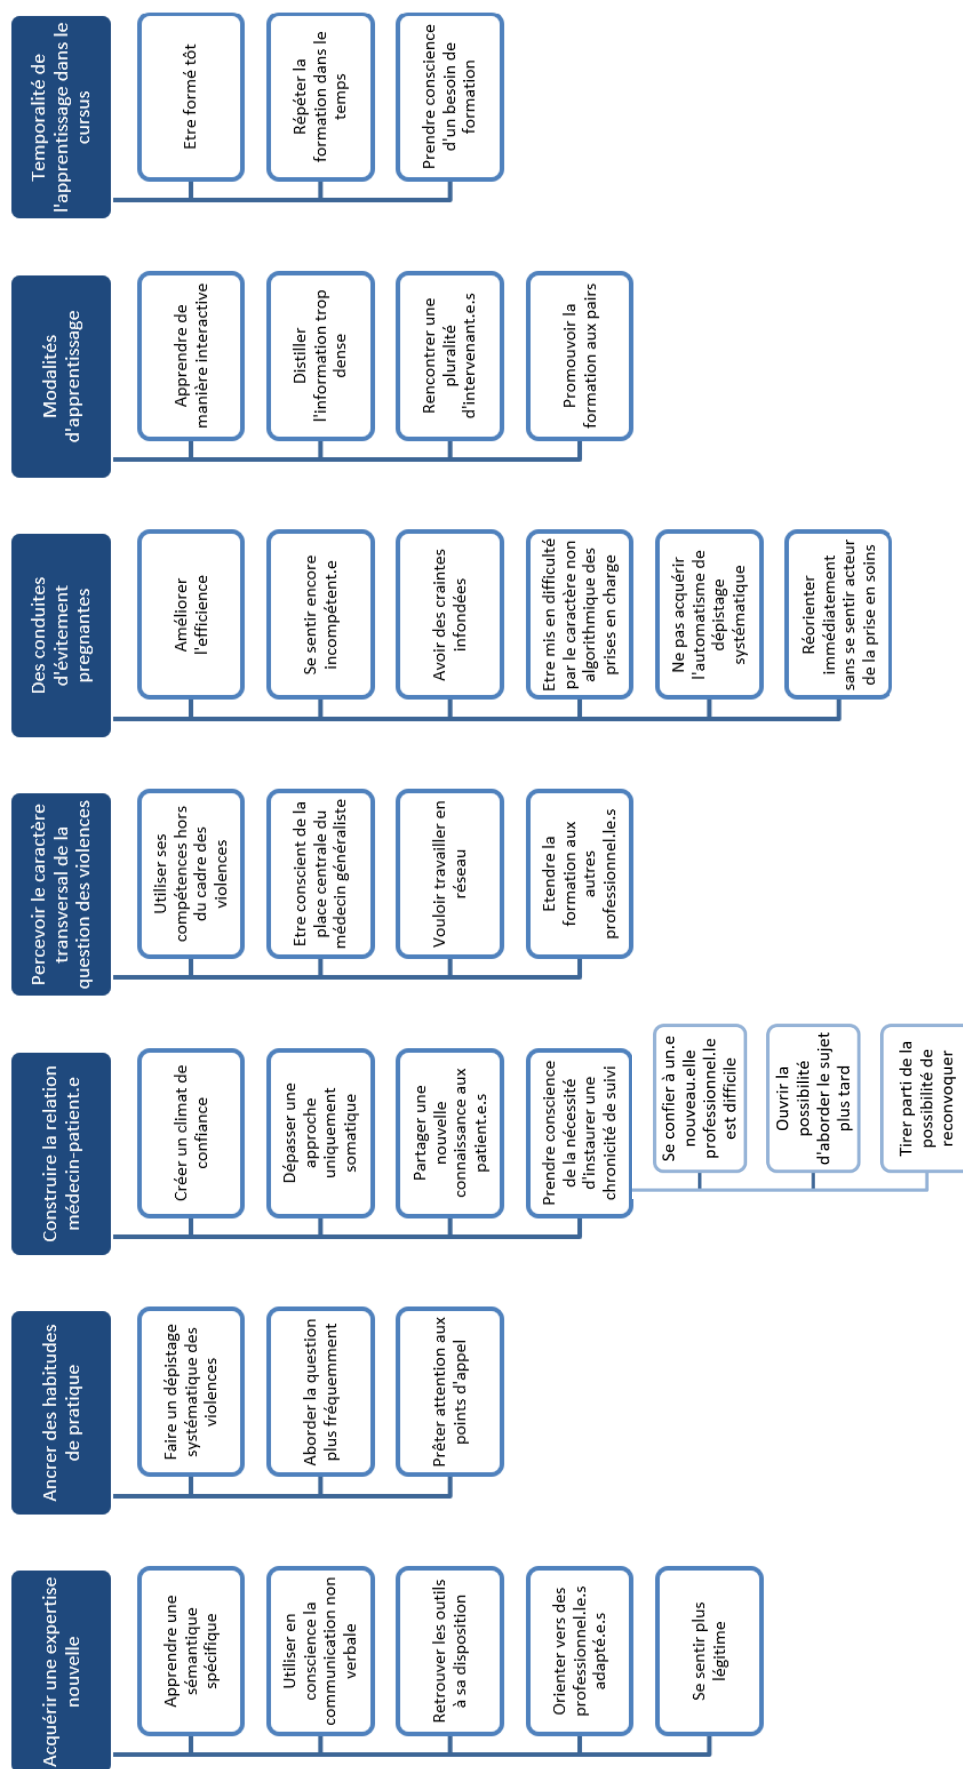 Acquérir une expertise
nouvelle
Apprendre une
sémantique
spécifique
Utiliser en
conscience la
communication non
verbale
Retrouver les outils
à sa disposition
Orienter vers des
professionnel.le.s
adapté.e.s
Se sentir plus
légitime
Ancrer des habitudes
de pratique
Faire un dépistage
systématique des
violences
Aborder la question
plus fréquemment
Prêter attention aux
points d'appel
Construire la relation
médecin-patient.e
Créer un climat de
confiance
Dépasser une
approche
uniquement
somatique
Partager une
nouvelle
connaissance aux
patient.e.s
Prendre conscience
de la nécessité
d'instaurer une
chronicité de suivi
Se confier à un.e
nouveau.elle
professionnel.le
est difficile
Ouvrir la
possibilité
d'aborder le sujet
plus tard
Tirer parti de la
possibilité de
reconvoquer
Percevoir le caractère
transversal de la
question des violences
Utiliser ses
compétences hors
du cadre des
violences
Etre conscient de la
place centrale du
médecin généraliste
Vouloir travailler en
réseau
Etendre la
formation aux
autres
professionnel.le.s
Des conduites
d'évitement
pregnantes
Améliorer
l'efficience
Se sentir encore
incompétent.e
Avoir des craintes
infondées
Etre mis en difficulté
par le caractère non
algorithmique des
prises en charge
Ne pas acquérir
l'automatisme de
dépistage
systématique
Réorienter
immédiatement
sans se sentir acteur
de la prise en soins
Modalités
d'apprentissage
Apprendre de
manière interactive
Distiller
l'information trop
dense
Rencontrer une
pluralité
d'intervenant.e.s
Promouvoir la
formation aux pairs
Temporalité de
l'apprentissage dans le
cursus
Etre formé tôt
Répéter la
formation dans le
temps
Prendre conscience
d'un besoin de
formation